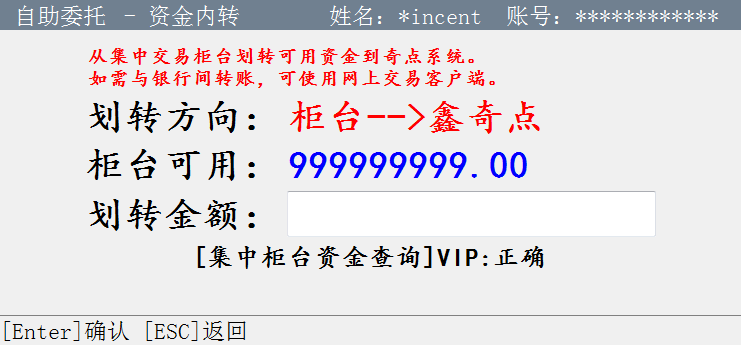 自助委托 - 资金内转 姓名：*incent 账号：************
从集中交易柜台划转可用资金到奇点系统。
如需与银行间转账，可使用网上交易客户端。
划转方向：柜台-->鑫奇点
柜台可用：999999999.00
划转金额：
[集中柜台资金查询]VIP:正确
[Enter]确认 [ESC]返回